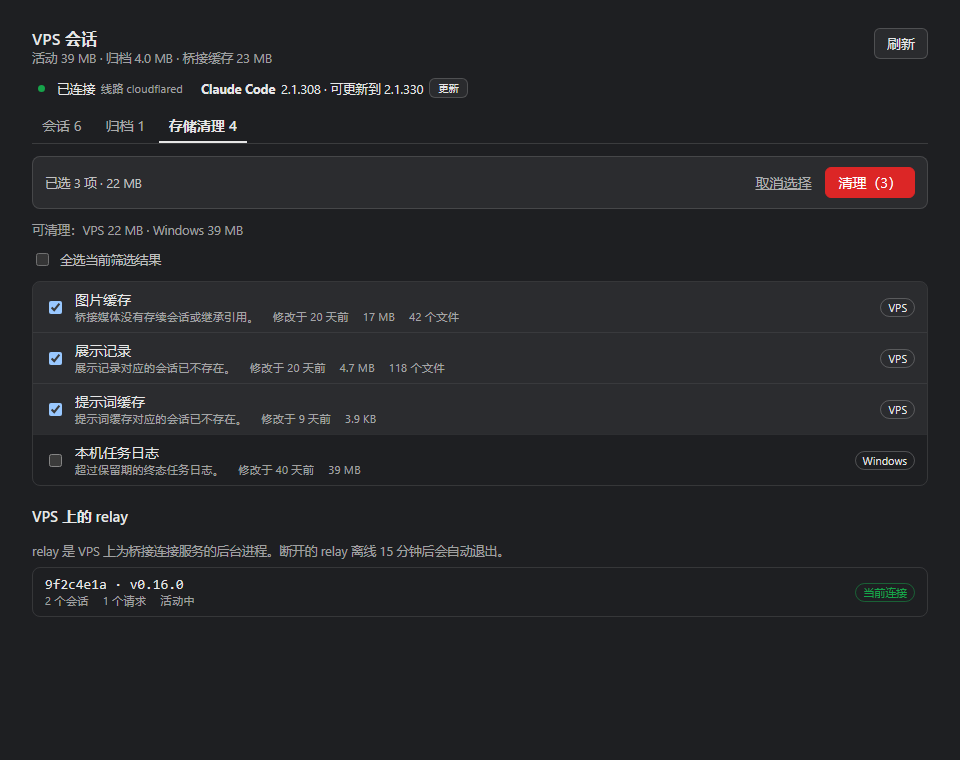 VPS 会话
活动 39 MB · 归档 4.0 MB · 桥接缓存 23 MB
刷新
已连接 线路 cloudflared Claude Code 2.1.308 · 可更新到 2.1.330 更新
会话 6 归档 1 存储清理 4
已选 3 项 · 22 MB 取消选择 清理（3）
可清理：VPS 22 MB · Windows 39 MB
全选当前筛选结果
图片缓存
桥接媒体没有存续会话或继承引用。 修改于 20 天前 17 MB 42 个文件
VPS
展示记录
展示记录对应的会话已不存在。 修改于 20 天前 4.7 MB 118 个文件
VPS
提示词缓存
提示词缓存对应的会话已不存在。 修改于 9 天前 3.9 KB
VPS
本机任务日志
超过保留期的终态任务日志。 修改于 40 天前 39 MB
Windows
VPS 上的 relay
relay 是 VPS 上为桥接连接服务的后台进程。断开的 relay 离线 15 分钟后会自动退出。
9f2c4e1a · v0.16.0
2 个会话 1 个请求 活动中
当前连接